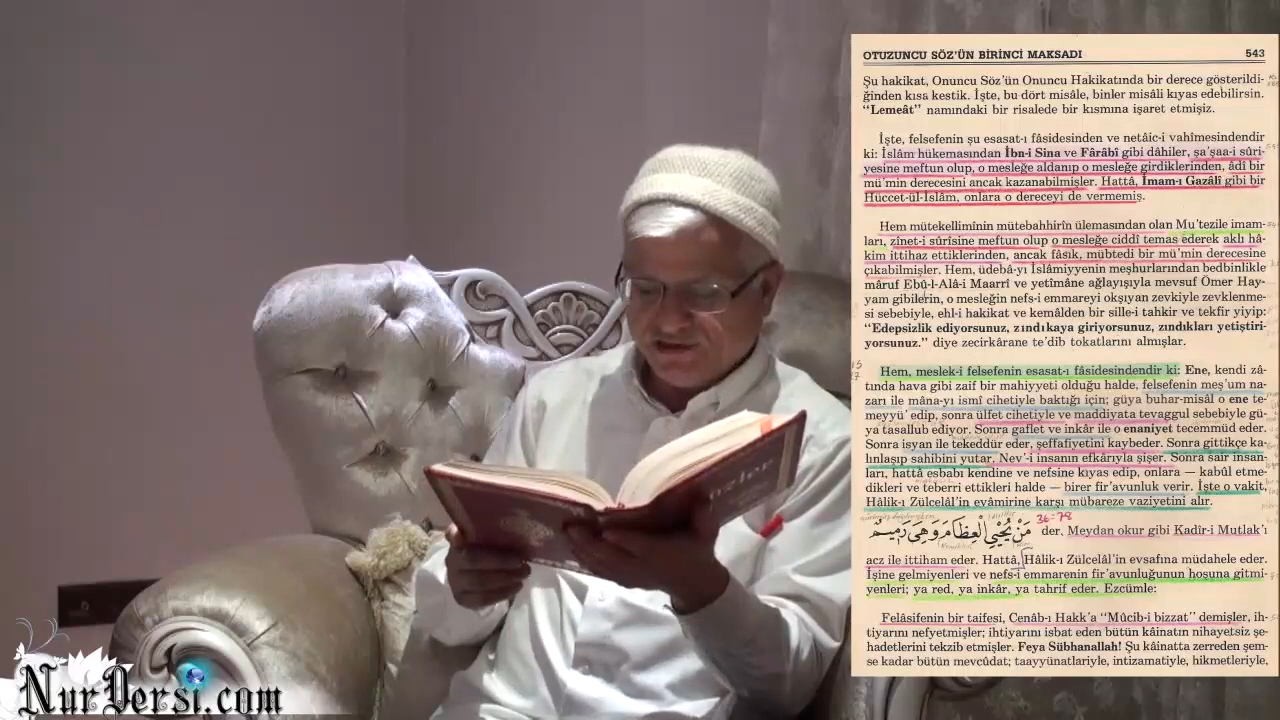 OTUZUNCU SÖZ'ÜN BİRİNCİ MAKSADI 543
Şu hakikat, Onuncu Söz'ün Onuncu Hakikatında bir derece gösterildi-
ğinden kısa kestik. İşte, bu dört misâle, binler misâli kıyas edebilirsin.
"Lemeât" namındaki bir risalede bir kısmına işaret etmişiz.
İşte, felsefenin şu esasat-ı fâsidesinden ve netâic-i vahîmesindendir
ki: İslâm hükemasından İbn-i Sina ve Fârâbî gibi dâhiler, şa'şaa-i sûri-
yesine meftun olup, o mesleğe aldanıp o mesleğe girdiklerinden, âdî bir
mü'min derecesini ancak kazanabilmişler. Hattâ, İmam-ı Gazâlî gibi bir
Hüccet-ül-İslâm, onlara o dereceyi de vermemiş.
Hem mütekellimînin mütebahhirîn ülemasından olan Mu'tezile imam-
ları, zînet-i sûrîsine meftun olup o mesleğe ciddî temas ederek aklı hâ-
kim ittihaz ettiklerinden, ancak fâsık, mübtedi bir mü'min derecesine
çıkabilmişler. Hem, üdebâ-yı İslâmiyyenin meşhurlarından bedbinlikle
mâruf Ebü-l-Alâ-i Maarrî ve yetîmâne ağlayışıyla mevsuf Ömer Hay-
yam gibilerin, o mesleğin nefs-i emmareyi okşıyan zevkiyle zevklenme-
si sebebiyle, ehl-i hakikat ve kemâlden bir sille-i tahkir ve tekfir yiyip:
"Edepsizlik ediyorsunuz, zındıkaya giriyorsunuz, zındıkları yetiştiri-
yorsunuz." diye zecirkârane te'dib tokatlarını almışlar.
Hem, meslek-i felsefenin esasat-ı fâsidesindendir ki: Ene, kendi zâ-
tında hava gibi zaif bir mahiyyeti olduğu halde, felsefenin meş'um na-
zarı ile mâna-yı ismî cihetiyle baktığı için; güya buhar-misâl o ene te-
meyyü' edip, sonra ülfet cihetiyle ve maddiyata tevaggul sebebiyle gü-
ya tasallub ediyor. Sonra gaflet ve inkâr ile o enaniyet tecemmüd eder.
Sonra isyan ile tekeddür eder, şeffafiyetini kaybeder. Sonra gittikçe ka-
lınlaşıp sahibini yutar. Nev'-i insanın efkârıyla şişer. Sonra sair insan-
ları, hattâ esbabı kendine ve nefsine kıyas edip, onlara — kabûl etme-
dikleri ve teberri ettikleri halde — birer fir'avunluk verir. İşte o vakit,
Hâlik-ı Zülcelâl'in evâmirine karşı mübareze vaziyetini alır.
36-78
مَنْ يُحْيِي الْعِظَامَ وَهِيَ رَمِيمٌ der, Meydan okur gibi Kadîr-i Mutlak'ı
acz ile ittiham eder. Hattâ, Hâlik-ı Zülcelâl'in evsafına müdahele eder.
İşine gelmiyenleri ve nefs-i emmarenin fir'avunluğunun hoşuna gitmi-
yenleri; ya red, ya inkâr, ya tahrif eder. Ezcümle:
Felâsifenin bir taifesi, Cenâb-ı Hakk'a "Mûcib-i bizzat" demişler, ih-
tiyarını nefyetmişler; ihtiyarını isbat eden bütün kâinatın nihayetsiz şe-
hadetlerini tekzib etmişler. Feya Sübhanallah! Şu kâinatta zerreden şem-
se kadar bütün mevcûdat; taayyünatlariyle, intizamatiyle, hikmetleriyle,
NurDersi.com